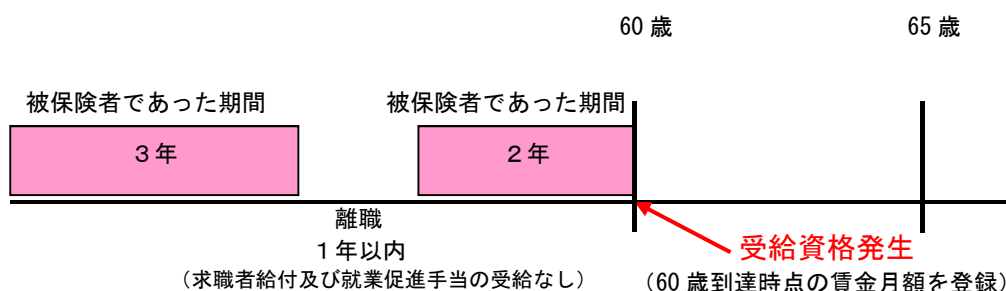 60 歳
65 歳
被保険者であった期間
被保険者であった期間
３年
２年
離職
１年以内
（求職者給付及び就業促進手当の受給なし）
受給資格発生
（60 歳到達時点の賃金月額を登録）